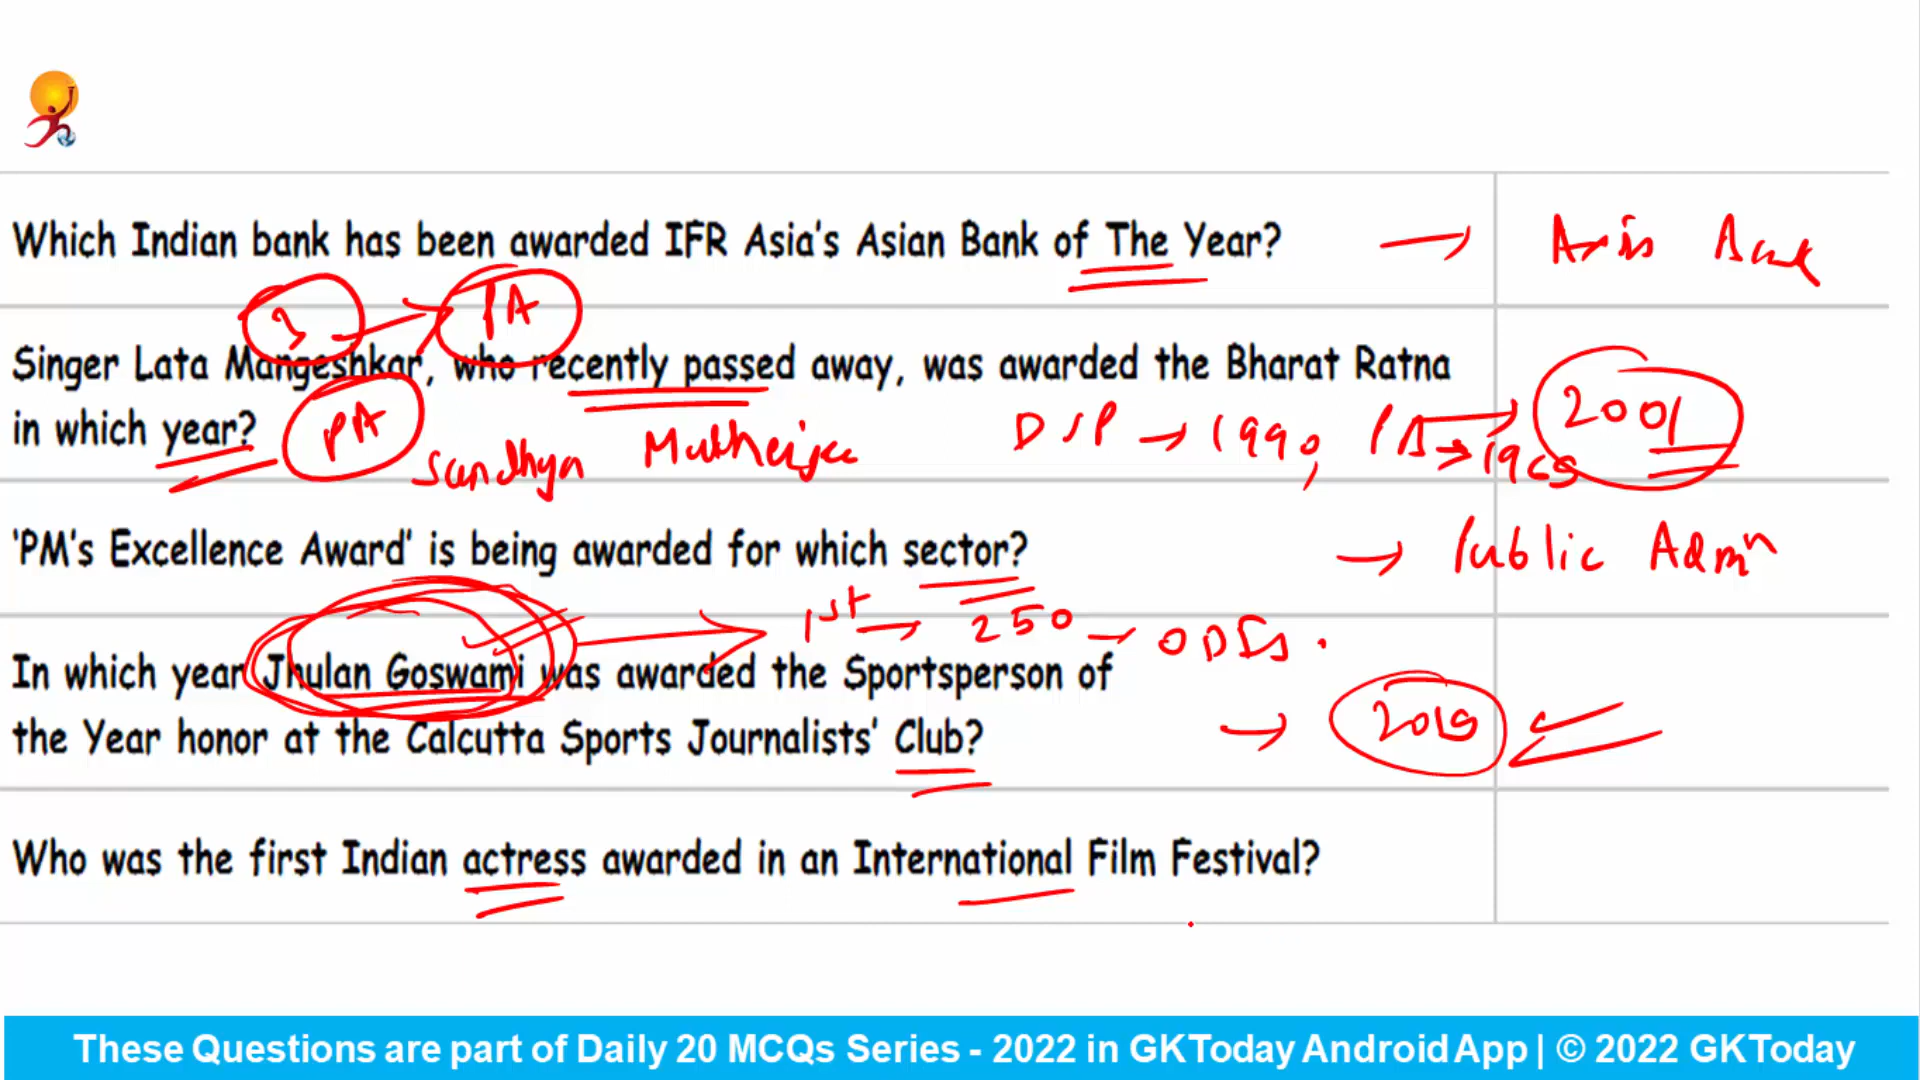 Which Indian bank has been awarded IFR Asia's Asian Bank of The Year? → Axis Bank
3 → PA
Singer Lata Mangeshkar, who recently passed away, was awarded the Bharat Ratna
in which year? PA Sandhya Mukherjee DSP → 1990, PA → 1969 2001
'PM's Excellence Award' is being awarded for which sector? → Public Admn
1st → 250 → ODIs.
In which year Jhulan Goswami was awarded the Sportsperson of
the Year honor at the Calcutta Sports Journalists' Club? →
Who was the first Indian actress awarded in an International Film Festival?
These Questions are part of Daily 20 MCQs Series - 2022 in GKToday Android App | © 2022 GKToday